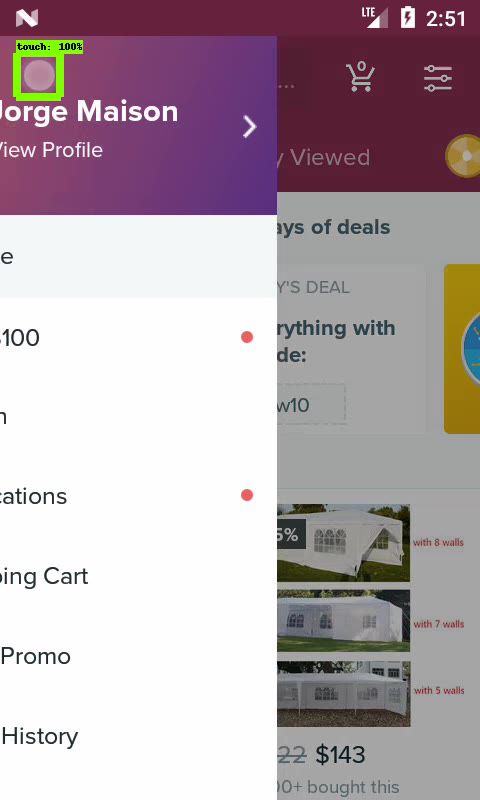 LTE 2:51
touch: 100%
Jorge Maison
View Profile
0
...
y Viewed
e
ays of deals
Y'S DEAL
$100
rything with
de:
w10
n
cations
5%
with 8 walls
ping Cart
with 7 walls
Promo
with 5 walls
History
22 $143
00+ bought this